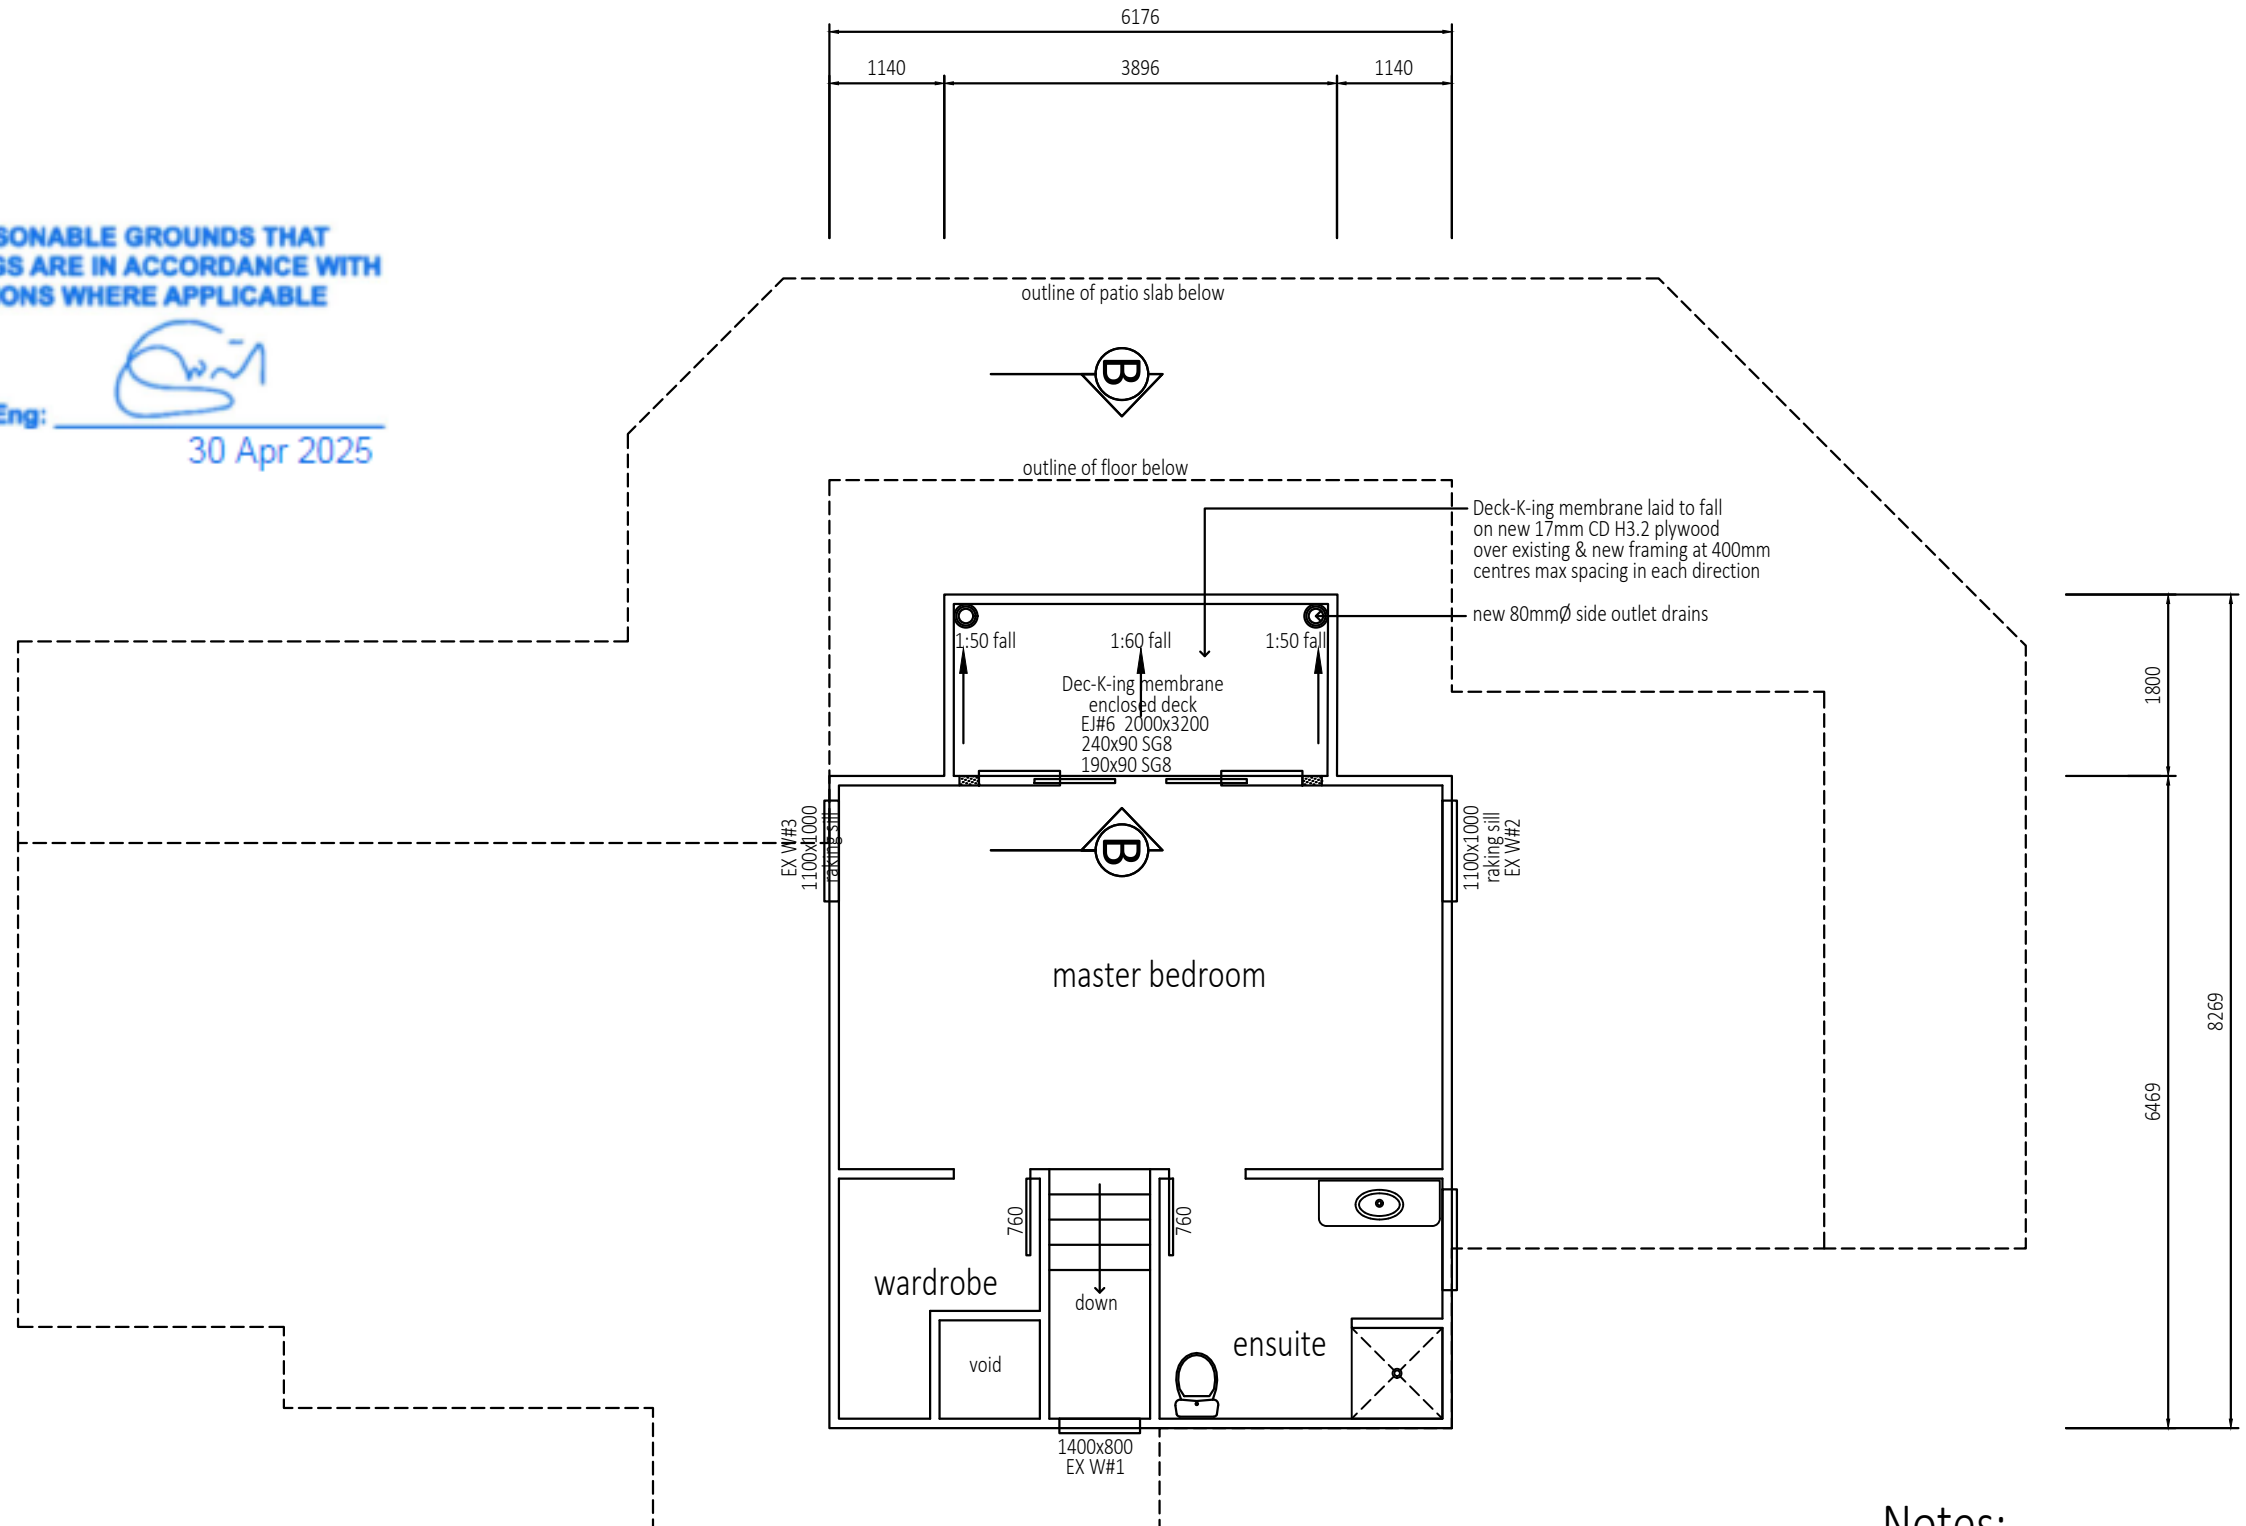 6176
1140
3896
1140
SONABLE GROUNDS THAT
GS ARE IN ACCORDANCE WITH
ONS WHERE APPLICABLE
Eng:
30 Apr 2025
outline of patio slab below
B
outline of floor below
Deck-K-ing membrane laid to fall
on new 17mm CD H3.2 plywood
over existing & new framing at 400mm
centres max spacing in each direction
new 80mmØ side outlet drains
1:50 fall
1:60 fall
1:50 fall
Dec-K-ing membrane
enclosed deck
EJ#6 2000x3200
240x90 SG8
190x90 SG8
1800
8269
6469
EX W#3
1100x1000
raking sill
B
1100x1000
raking sill
EX W#2
master bedroom
760
760
wardrobe
down
ensuite
void
1400x800
EX W#1
Notes: